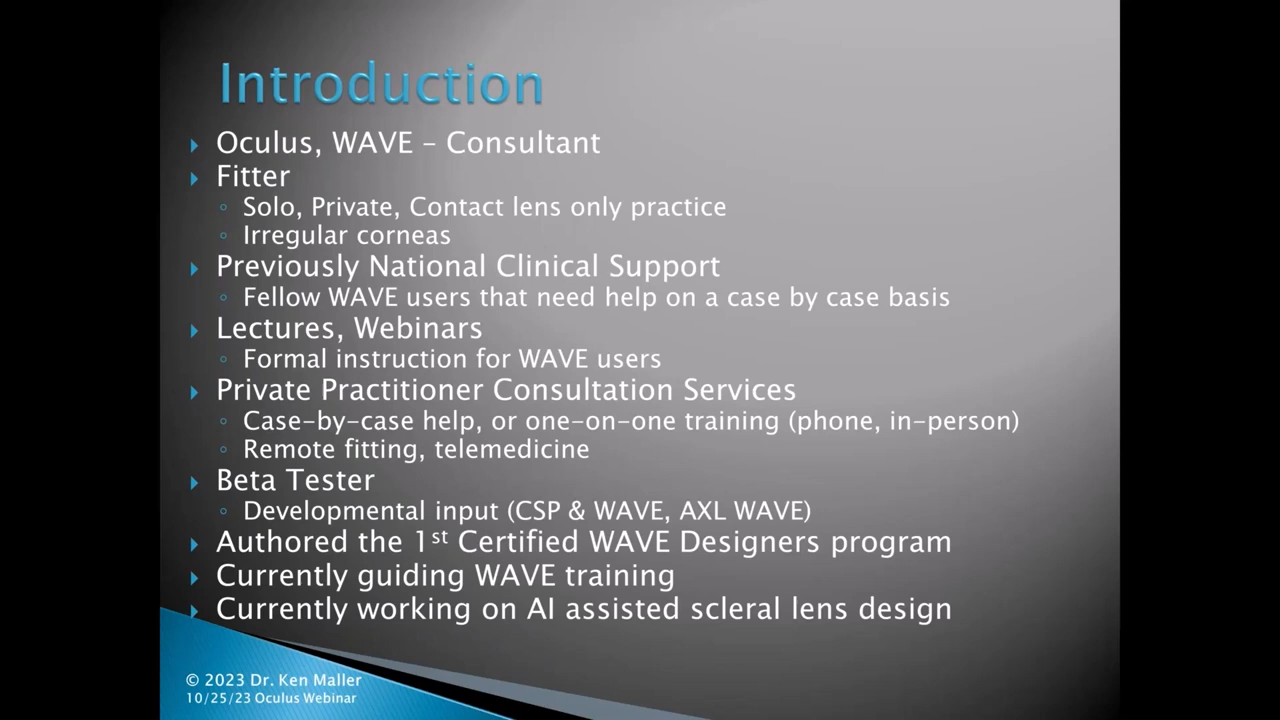 Introduction
Oculus, WAVE – Consultant
Fitter
Solo, Private, Contact lens only practice
Irregular corneas
Previously National Clinical Support
Fellow WAVE users that need help on a case by case basis
Lectures, Webinars
Formal instruction for WAVE users
Private Practitioner Consultation Services
Case-by-case help, or one-on-one training (phone, in-person)
Remote fitting, telemedicine
Beta Tester
Developmental input (CSP & WAVE, AXL WAVE)
Authored the 1st Certified WAVE Designers program
Currently guiding WAVE training
Currently working on AI assisted scleral lens design
© 2023 Dr. Ken Maller
10/25/23 Oculus Webinar